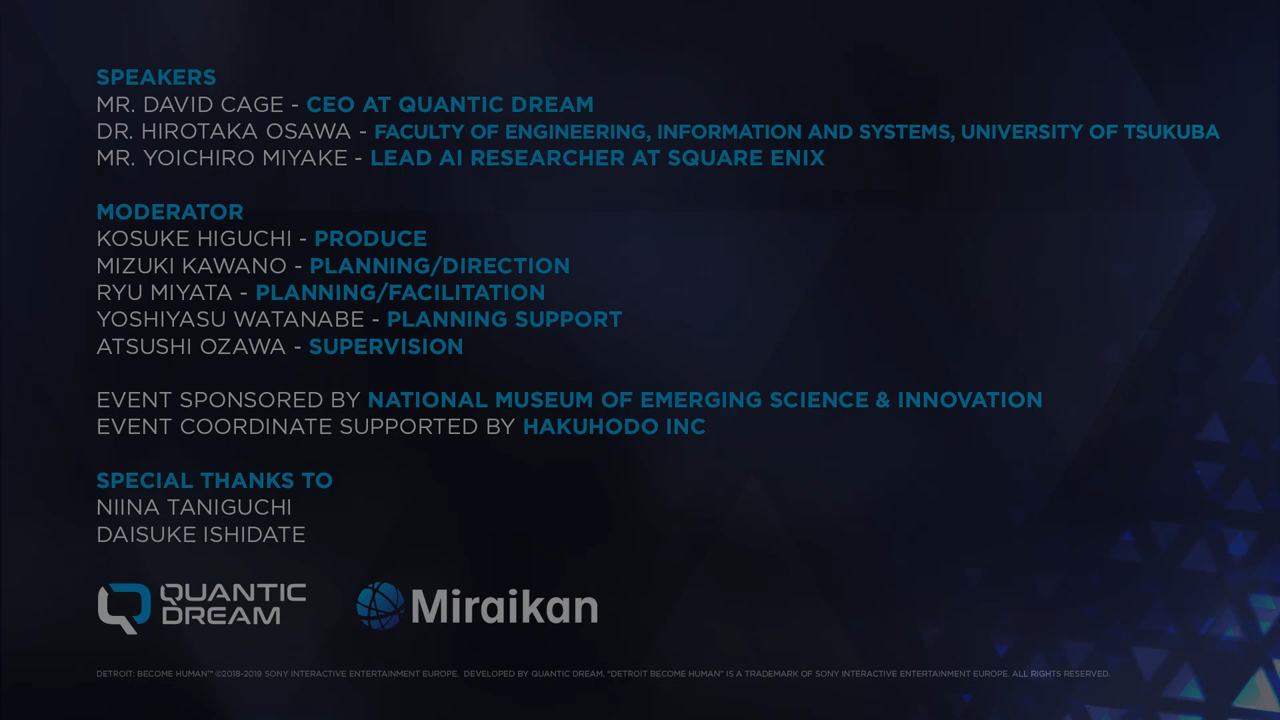 SPEAKERS
MR. DAVID CAGE - CEO AT QUANTIC DREAM
DR. HIROTAKA OSAWA - FACULTY OF ENGINEERING, INFORMATION AND SYSTEMS, UNIVERSITY OF TSUKUBA
MR. YOICHIRO MIYAKE - LEAD AI RESEARCHER AT SQUARE ENIX
MODERATOR
KOSUKE HIGUCHI - PRODUCE
MIZUKI KAWANO - PLANNING/DIRECTION
RYU MIYATA - PLANNING/FACILITATION
YOSHIYASU WATANABE - PLANNING SUPPORT
ATSUSHI OZAWA - SUPERVISION
EVENT SPONSORED BY NATIONAL MUSEUM OF EMERGING SCIENCE & INNOVATION
EVENT COORDINATE SUPPORTED BY HAKUHODO INC
SPECIAL THANKS TO
NIINA TANIGUCHI
DAISUKE ISHIDATE
QUANTIC
DREAM
Miraikan
DETROIT: BECOME HUMAN™ ©2018-2019 SONY INTERACTIVE ENTERTAINMENT EUROPE. DEVELOPED BY QUANTIC DREAM. "DETROIT BECOME HUMAN" IS A TRADEMARK OF SONY INTERACTIVE ENTERTAINMENT EUROPE. ALL RIGHTS RESERVED.